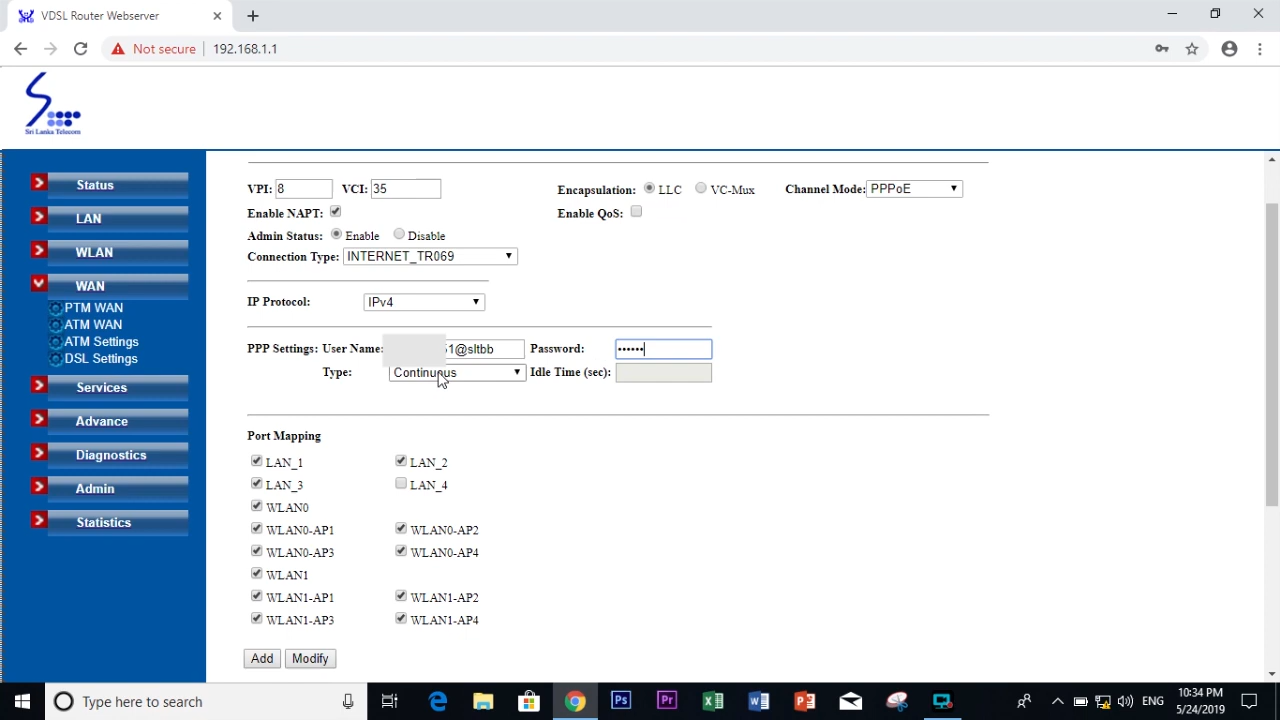 VDSL Router Webserver
Not secure 192.168.1.1
Sri Lanka Telecom
Status
LAN
WLAN
WAN
PTM WAN
ATM WAN
ATM Settings
DSL Settings
Services
Advance
Diagnostics
Admin
Statistics
VPI: 8 VCI: 35 Encapsulation: LLC VC-Mux Channel Mode: PPPoE
Enable NAPT: Enable QoS:
Admin Status: Enable Disable
Connection Type: INTERNET_TR069
IP Protocol: IPv4
PPP Settings: User Name: 1@sltbb Password: ••••••
Type: Continuous Idle Time (sec):
Port Mapping
LAN_1 LAN_2
LAN_3 LAN_4
WLAN0
WLAN0-AP1 WLAN0-AP2
WLAN0-AP3 WLAN0-AP4
WLAN1
WLAN1-AP1 WLAN1-AP2
WLAN1-AP3 WLAN1-AP4
Add Modify
Type here to search
ENG
10:34 PM
5/24/2019